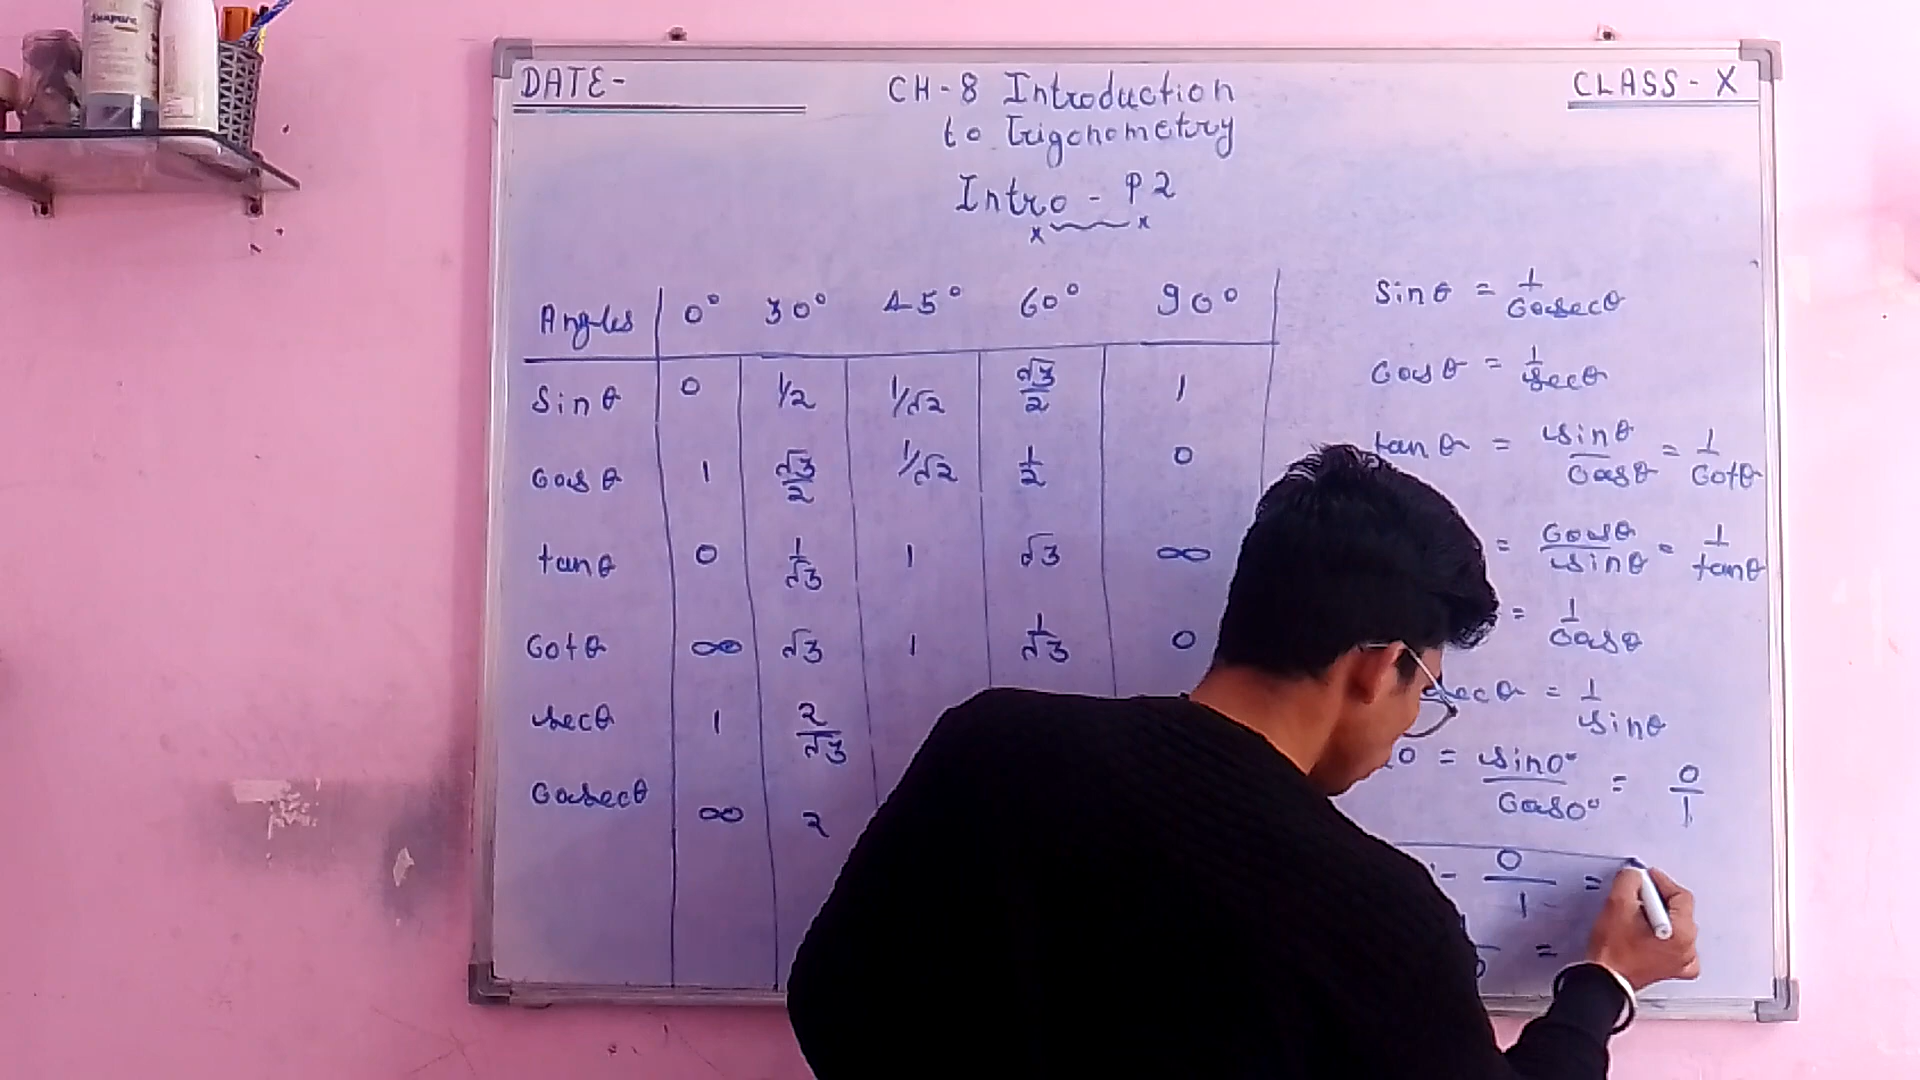 DATE-
CH-8 Introduction
to Trigonometry
CLASS-X
Intro - P2
Angles 0° 30° 45° 60° 90°
Sinθ 0 1/2 1/√2 √3/2 1
Cosθ 1 √3/2 1/√2 1/2 0
tanθ 0 1/√3 1 √3 ∞
Cotθ ∞ √3 1 1/√3 0
secθ 1 2/√3
Cosecθ ∞ 2
Sinθ = 1/Cosecθ
Cosθ = 1/secθ
tanθ = sinθ/Cosθ = 1/Cotθ
= Cosθ/sinθ = 1/tanθ
= 1/Cosθ
secθ = 1/sinθ
0 = sin0°/Cos0° = 0/1
- 0/1 =
=